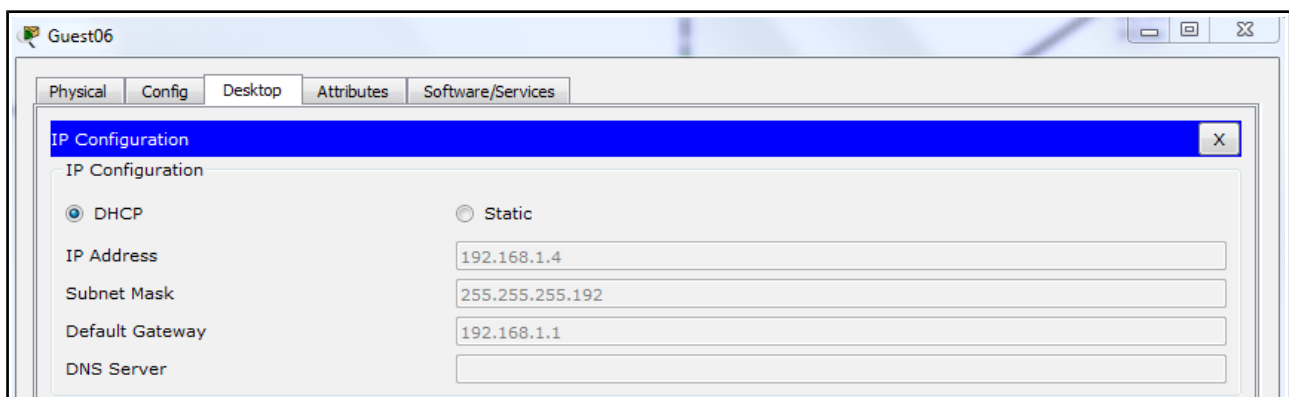 Guest06
Physical Config Desktop Attributes Software/Services
IP Configuration X
IP Configuration
DHCP Static
IP Address 192.168.1.4
Subnet Mask 255.255.255.192
Default Gateway 192.168.1.1
DNS Server